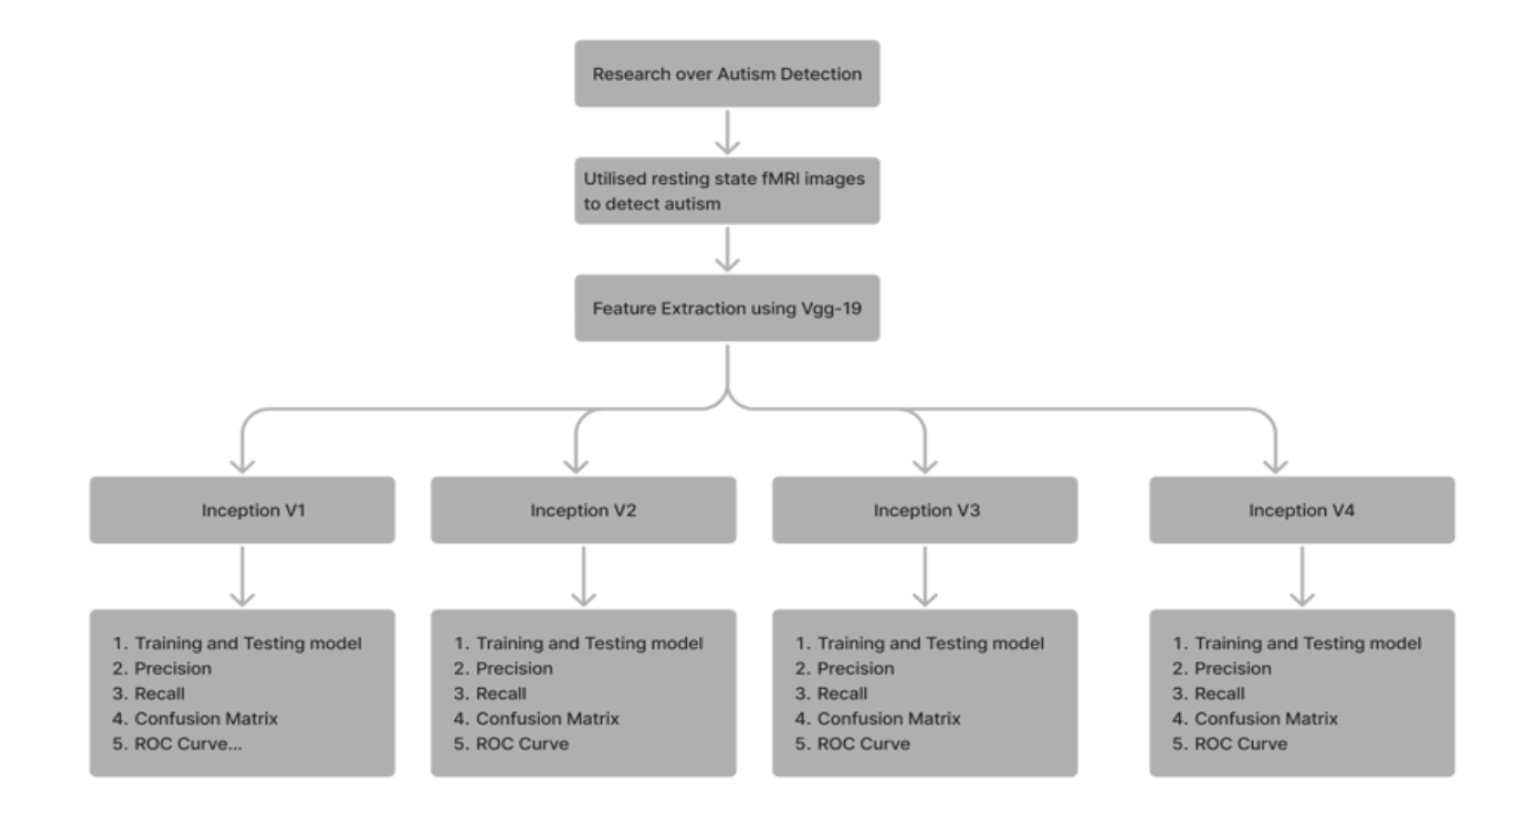 Research over Autism Detection
Utilised resting state fMRI images
to detect autism
Feature Extraction using Vgg-19
Inception V1
Inception V2
Inception V3
Inception V4
1. Training and Testing model
2. Precision
3. Recall
4. Confusion Matrix
5. ROC Curve...
1. Training and Testing model
2. Precision
3. Recall
4. Confusion Matrix
5. ROC Curve
1. Training and Testing model
2. Precision
3. Recall
4. Confusion Matrix
5. ROC Curve
1. Training and Testing model
2. Precision
3. Recall
4. Confusion Matrix
5. ROC Curve